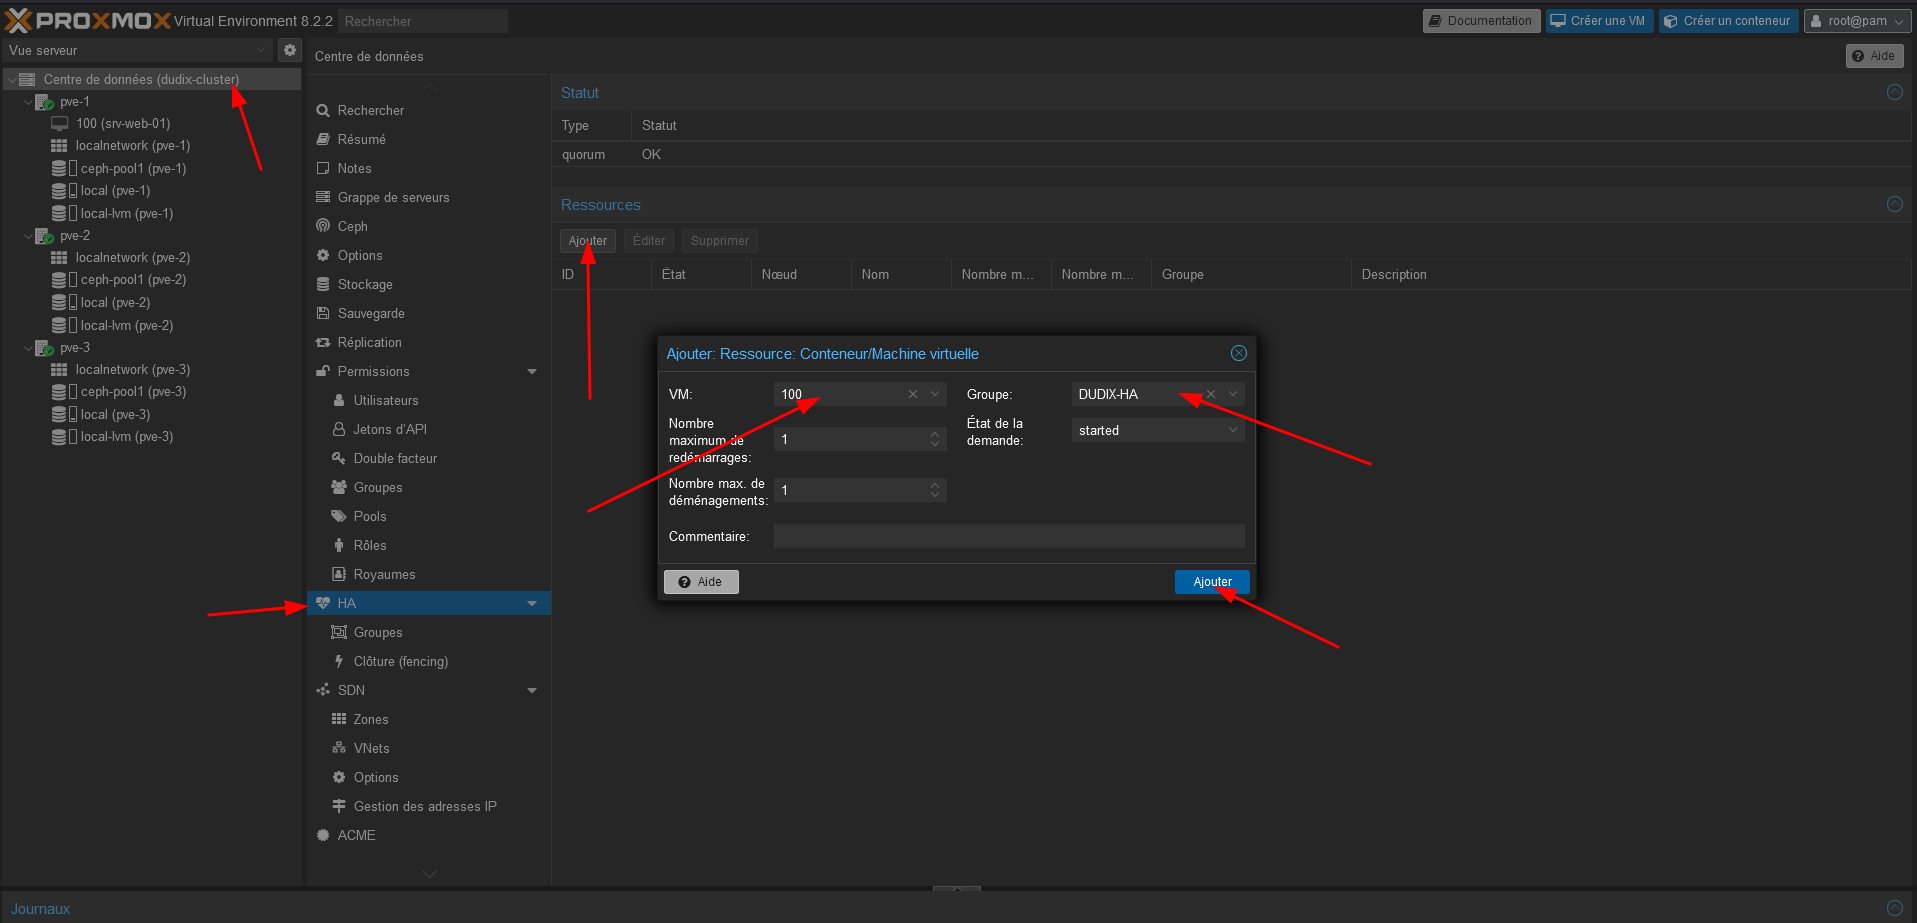 PROXMOX Virtual Environment 8.2.2 Rechercher Documentation Créer une VM Créer un conteneur root@pam
Vue serveur
Centre de données (dudix-cluster)
pve-1
100 (srv-web-01)
localnetwork (pve-1)
ceph-pool1 (pve-1)
local (pve-1)
local-lvm (pve-1)
pve-2
localnetwork (pve-2)
ceph-pool1 (pve-2)
local (pve-2)
local-lvm (pve-2)
pve-3
localnetwork (pve-3)
ceph-pool1 (pve-3)
local (pve-3)
local-lvm (pve-3)
Centre de données Aide
Rechercher
Résumé
Notes
Grappe de serveurs
Ceph
Options
Stockage
Sauvegarde
Réplication
Permissions
Utilisateurs
Jetons d'API
Double facteur
Groupes
Pools
Rôles
Royaumes
HA
Groupes
Clôture (fencing)
SDN
Zones
VNets
Options
Gestion des adresses IP
ACME
Statut
Type Statut
quorum OK
Ressources
Ajouter Éditer Supprimer
ID État Nœud Nom Nombre m... Nombre m... Groupe Description
Ajouter: Ressource: Conteneur/Machine virtuelle
VM: 100 Groupe: DUDIX-HA
Nombre
maximum de
redémarrages: 1
État de la
demande: started
Nombre max. de
déménagements: 1
Commentaire:
Aide Ajouter
Journaux